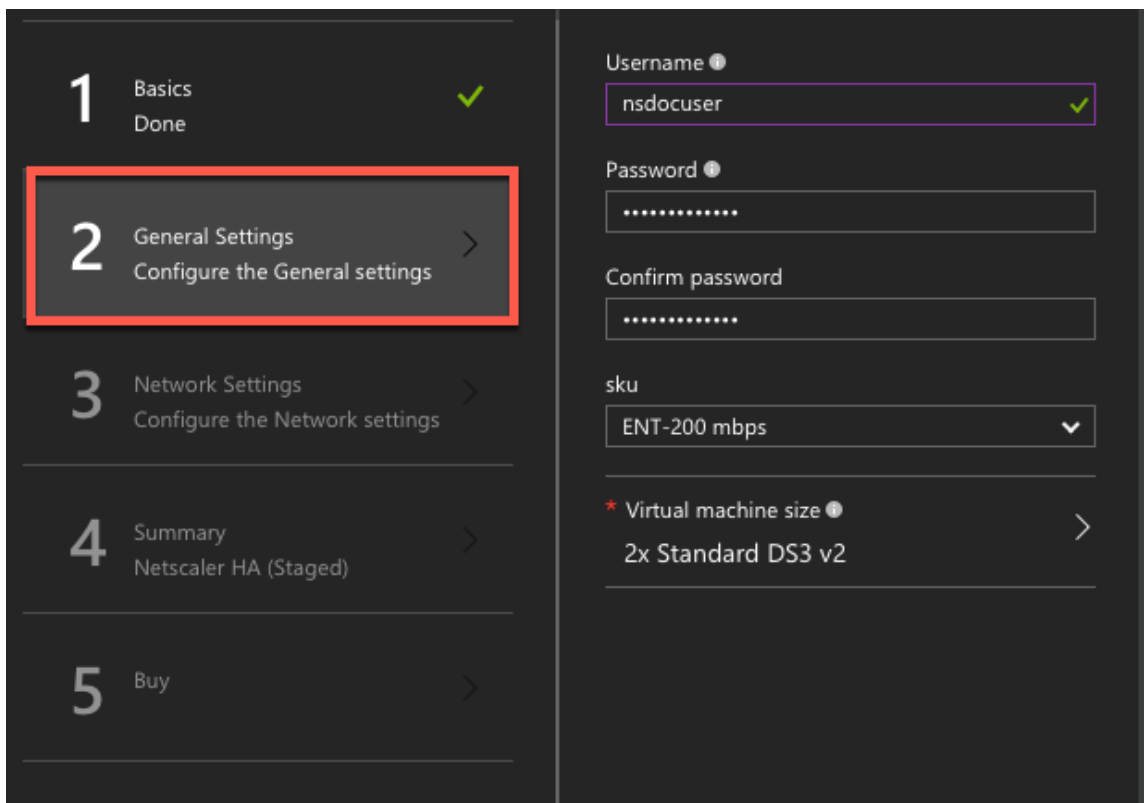 1
Basics
Done
2
General Settings
Configure the General settings
3
Network Settings
Configure the Network settings
4
Summary
Netscaler HA (Staged)
5
Buy
Username
nsdocuser
Password
•••••••••••••
Confirm password
•••••••••••••
sku
ENT-200 mbps
* Virtual machine size
2x Standard DS3 v2